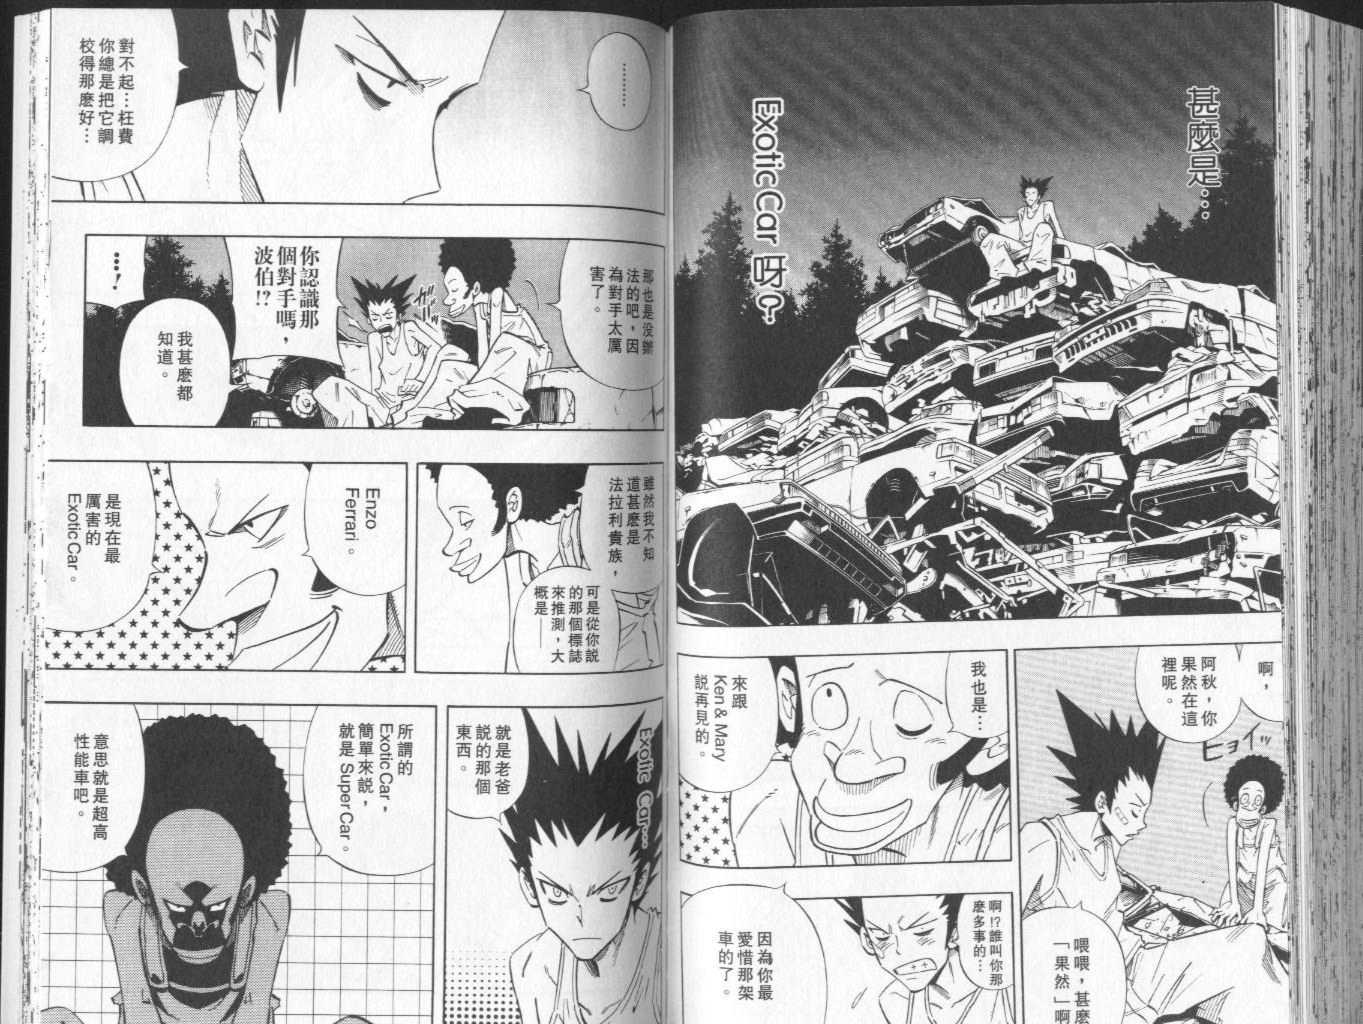 甚麼是…
Exotic Car 呀?
啊，
阿秋，你
果然在這
裡呢。
ヒョイッ
喂喂，甚麼
「果然」啊
我也是…
來跟
Ken & Mary
說再見的。
啊!?誰叫你那
麼多事的…
因為你最
愛惜那架
車的了。
………
對不起…枉費
你總是把它調
校得那麼好…
那也是没辦
法的吧，因
為對手太厲
害了。
你認識那
個對手嗎，
波伯!?
…!
我甚麽都
知道。
雖然我不知
道甚麽是
法拉利貴族，
可是從你說
的那個標誌
來推測，大
概是——
Enzo
Ferrari。
是現在最
厲害的
Exotic Car。
Exotic Car…
就是老爸
說的那個
東西。
所謂的
Exotic Car，
簡單來說，
就是 Super Car。
意思就是超高
性能車吧。